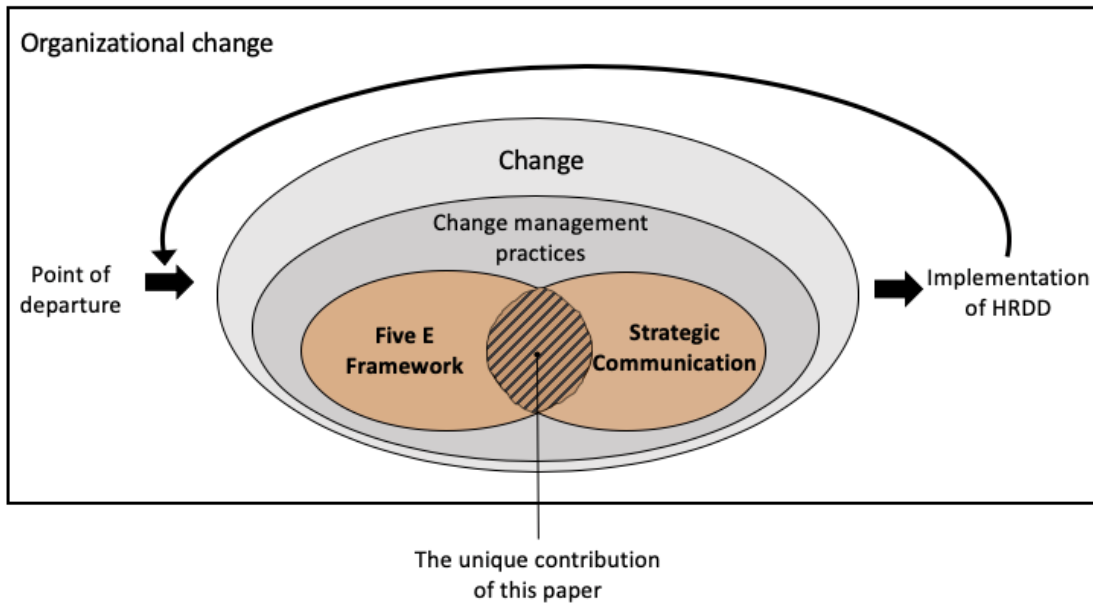 Organizational change
Change
Change management
practices
Point of
departure
Five E
Framework
Strategic
Communication
Implementation
of HRDD
The unique contribution
of this paper